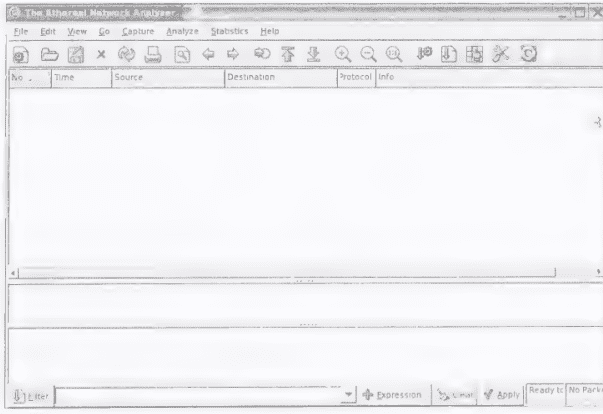 The Ethereal Network Analyzer
File Edit View Go Capture Analyze Statistics Help
No . Time Source Destination Protocol Info
Filter Expression Clear Apply Ready to No Pack